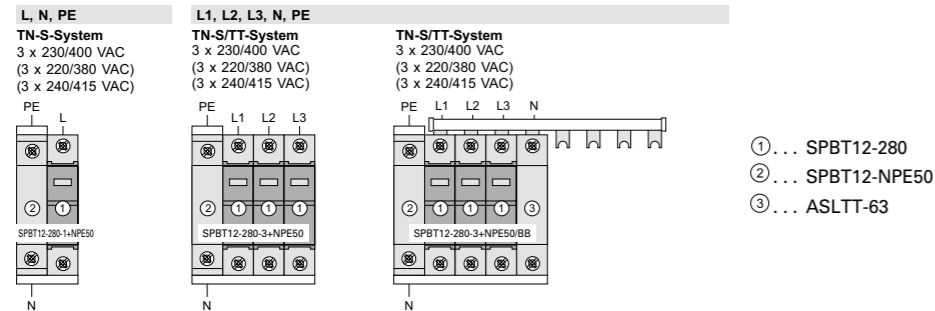 L, N, PE
TN-S-System
3 x 230/400 VAC
(3 x 220/380 VAC)
(3 x 240/415 VAC)
PE
L
2 1
SPBT12-280-1+NPE50
N
L1, L2, L3, N, PE
TN-S/TT-System
3 x 230/400 VAC
(3 x 220/380 VAC)
(3 x 240/415 VAC)
PE
L1 L2 L3
2 1 1 1
SPBT12-280-3+NPE50
N
TN-S/TT-System
3 x 230/400 VAC
(3 x 220/380 VAC)
(3 x 240/415 VAC)
PE L1 L2 L3 N
2 1 1 1 3
SPBT12-280-3+NPE50/BB
N
①... SPBT12-280
②... SPBT12-NPE50
③... ASLTT-63